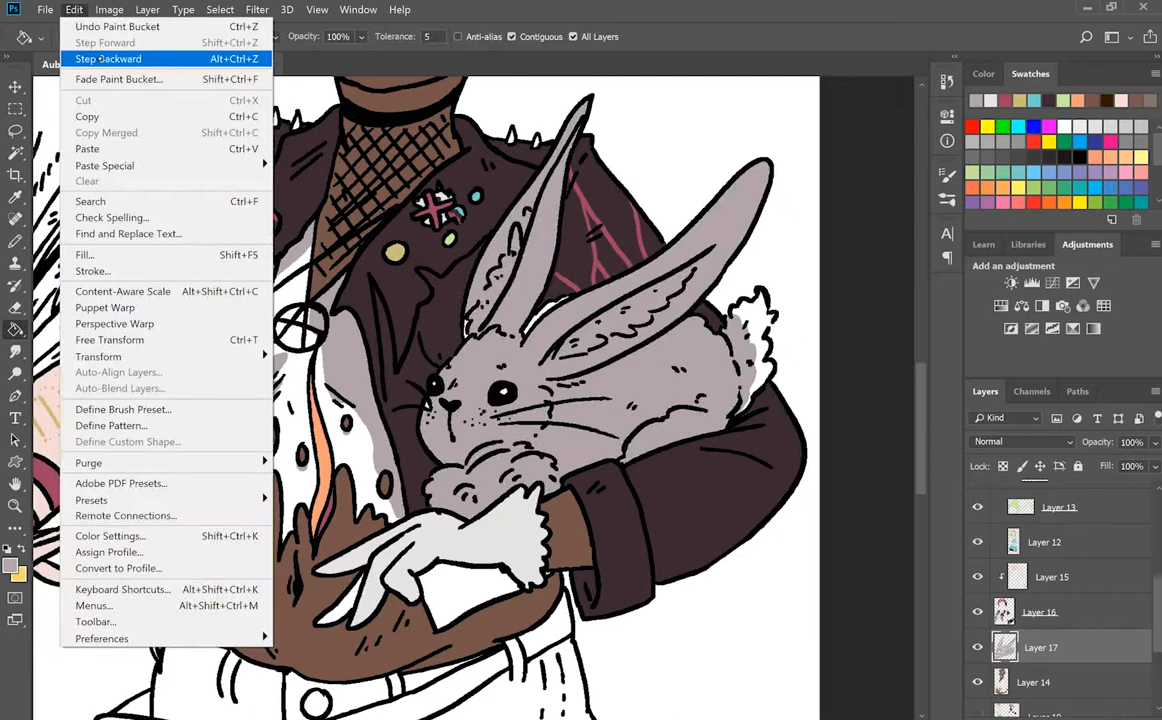 Ps File Edit Image Layer Type Select Filter 3D View Window Help
Opacity: 100% Tolerance: 5 Anti-alias Contiguous All Layers
Aub
Undo Paint Bucket Ctrl+Z
Step Forward Shift+Ctrl+Z
Step Backward Alt+Ctrl+Z
Fade Paint Bucket... Shift+Ctrl+F
Cut Ctrl+X
Copy Ctrl+C
Copy Merged Shift+Ctrl+C
Paste Ctrl+V
Paste Special
Clear
Search Ctrl+F
Check Spelling...
Find and Replace Text...
Fill... Shift+F5
Stroke...
Content-Aware Scale Alt+Shift+Ctrl+C
Puppet Warp
Perspective Warp
Free Transform Ctrl+T
Transform
Auto-Align Layers...
Auto-Blend Layers...
Define Brush Preset...
Define Pattern...
Define Custom Shape...
Purge
Adobe PDF Presets...
Presets
Remote Connections...
Color Settings... Shift+Ctrl+K
Assign Profile...
Convert to Profile...
Keyboard Shortcuts... Alt+Shift+Ctrl+K
Menus... Alt+Shift+Ctrl+M
Toolbar...
Preferences
Color Swatches
Learn Libraries Adjustments
Add an adjustment
Layers Channels Paths
Kind
Normal Opacity: 100%
Lock: Fill: 100%
Layer 13
Layer 12
Layer 15
Layer 16
Layer 17
Layer 14